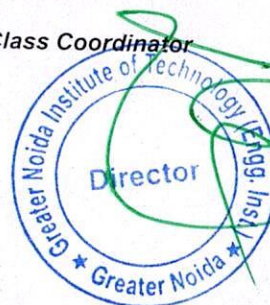 Class Coordinator
Greater Noida Institute of Technology (Engg. Inst.)
Director
★ Greater Noida ★